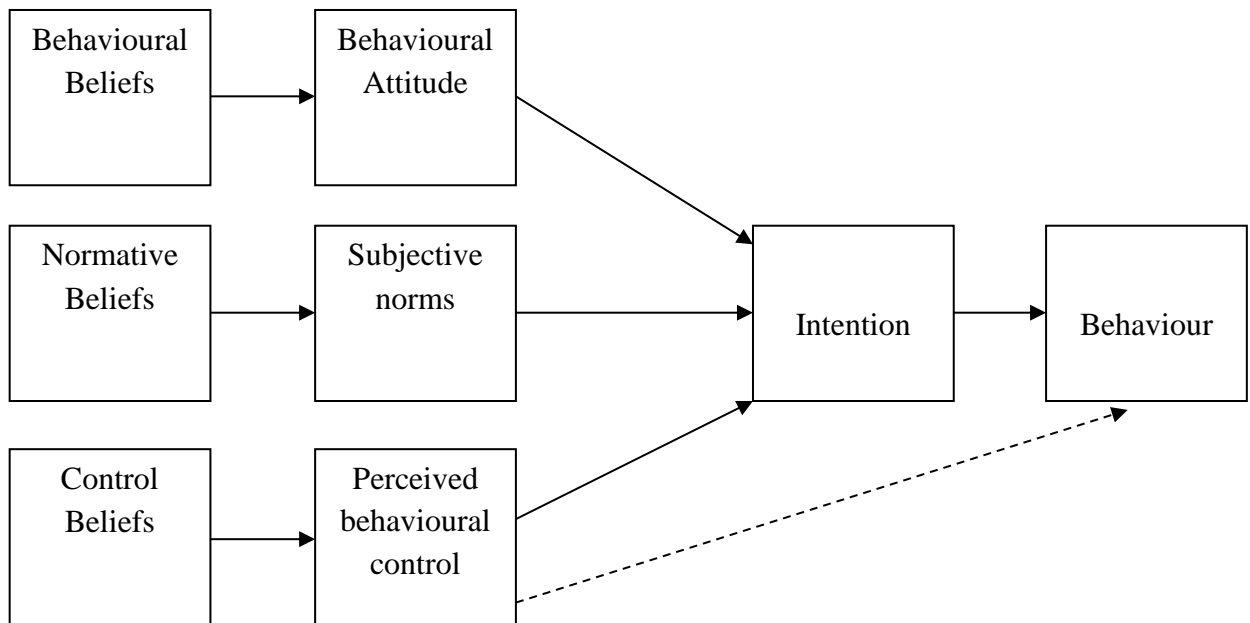 Behavioural
Beliefs
Behavioural
Attitude
Normative
Beliefs
Subjective
norms
Intention
Behaviour
Control
Beliefs
Perceived
behavioural
control